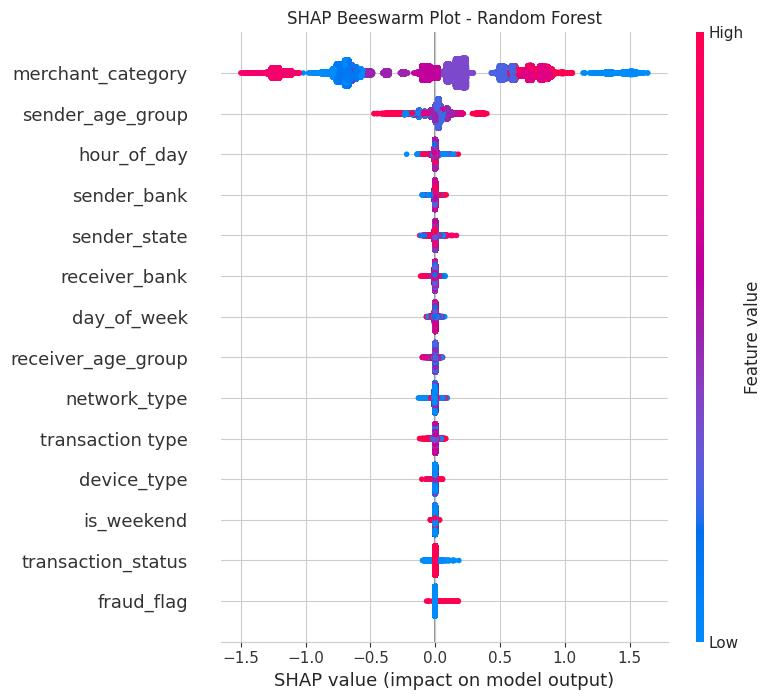 SHAP Beeswarm Plot - Random Forest
High
merchant_category
sender_age_group
hour_of_day
sender_bank
sender_state
receiver_bank
day_of_week
receiver_age_group
network_type
transaction type
device_type
is_weekend
transaction_status
fraud_flag
Feature value
Low
−1.5 −1.0 −0.5 0.0 0.5 1.0 1.5
SHAP value (impact on model output)